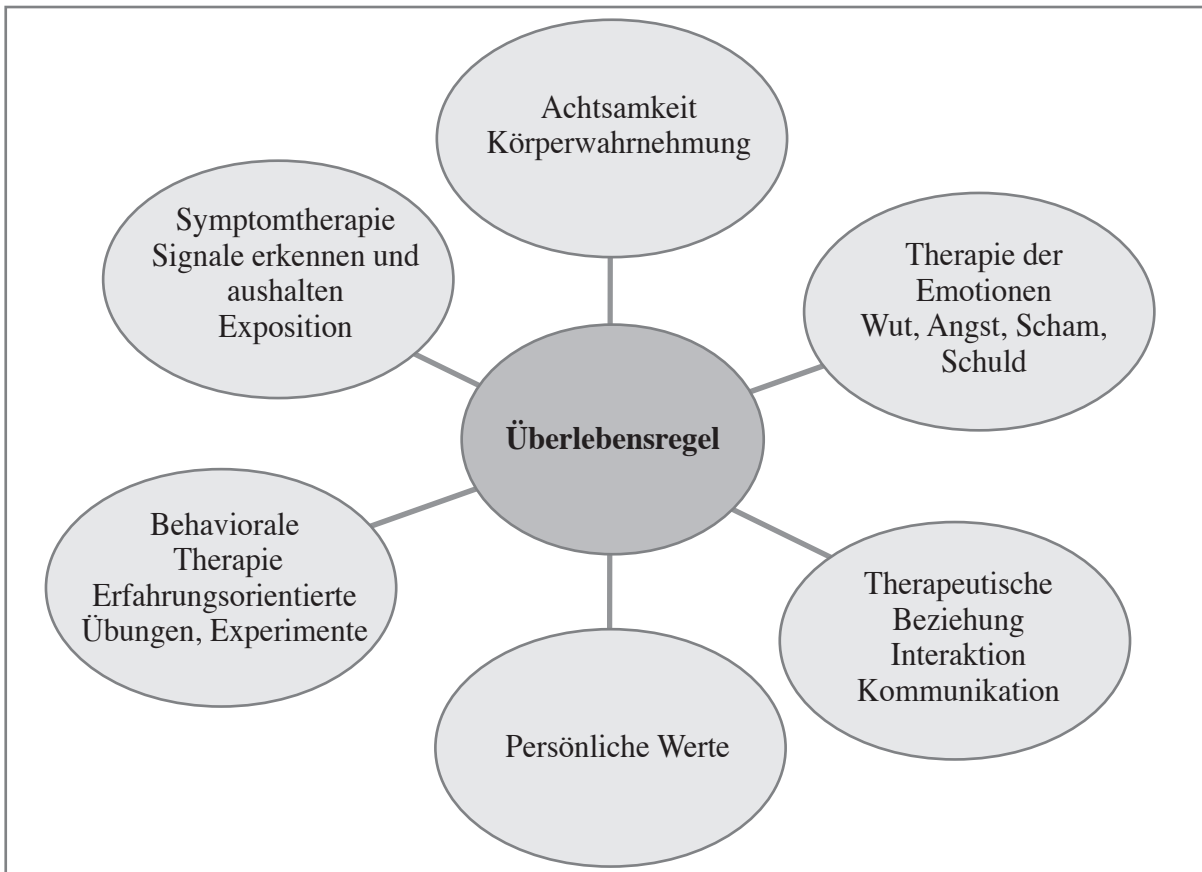 Achtsamkeit
Körperwahrnehmung
Symptomtherapie
Signale erkennen und
aushalten
Exposition
Therapie der
Emotionen
Wut, Angst, Scham,
Schuld
Überlebensregel
Behaviorale
Therapie
Erfahrungsorientierte
Übungen, Experimente
Therapeutische
Beziehung
Interaktion
Kommunikation
Persönliche Werte